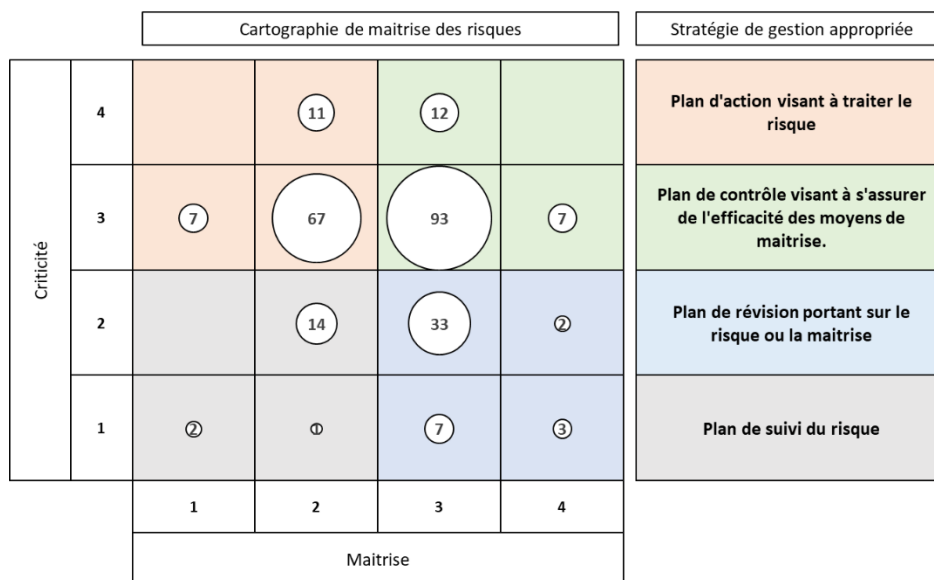 Cartographie de maitrise des risques
Stratégie de gestion appropriée
Criticité
4
11
12
Plan d'action visant à traiter le
risque
3
7
67
93
7
Plan de contrôle visant à s'assurer
de l'efficacité des moyens de
maitrise.
2
14
33
2
Plan de révision portant sur le
risque ou la maitrise
1
2
1
7
3
Plan de suivi du risque
1
2
3
4
Maitrise